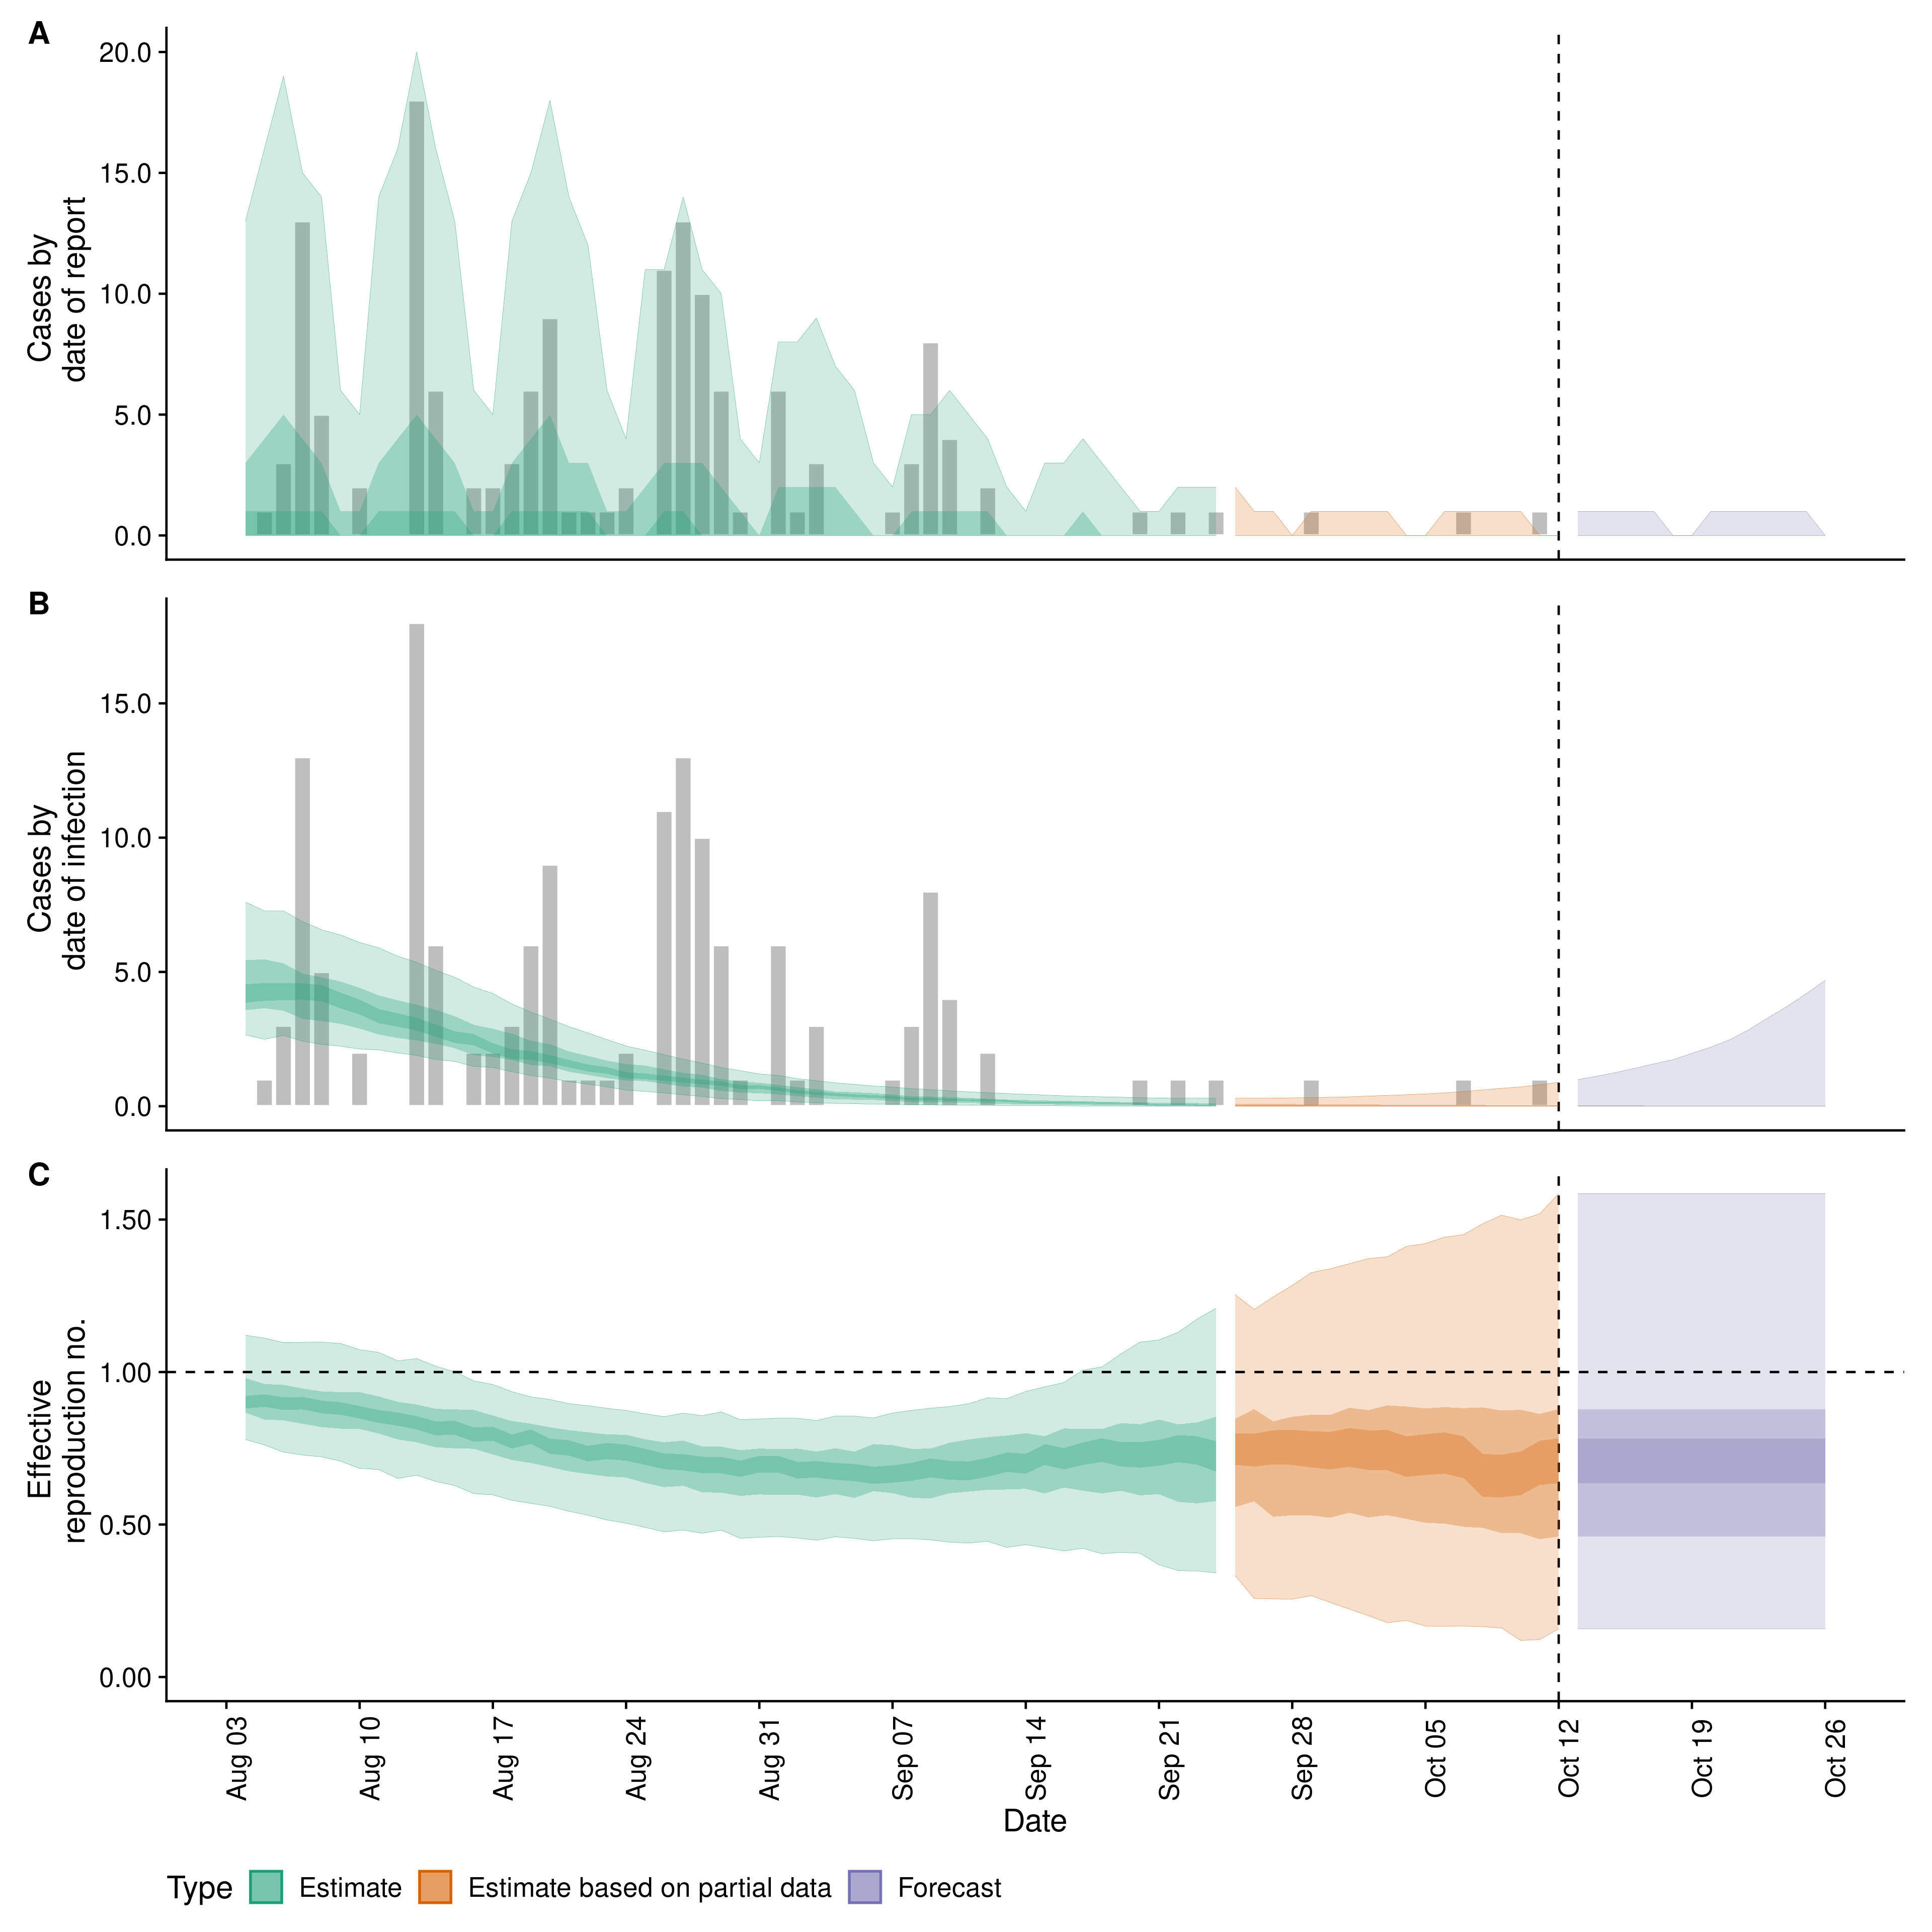 A
20.0
15.0
10.0
5.0
0.0
Cases by
date of report
B
15.0
10.0
5.0
0.0
Cases by
date of infection
C
1.50
1.00
0.50
0.00
Effective
reproduction no.
Aug 03
Aug 10
Aug 17
Aug 24
Aug 31
Sep 07
Sep 14
Sep 21
Sep 28
Oct 05
Oct 12
Oct 19
Oct 26
Date
Type Estimate Estimate based on partial data Forecast